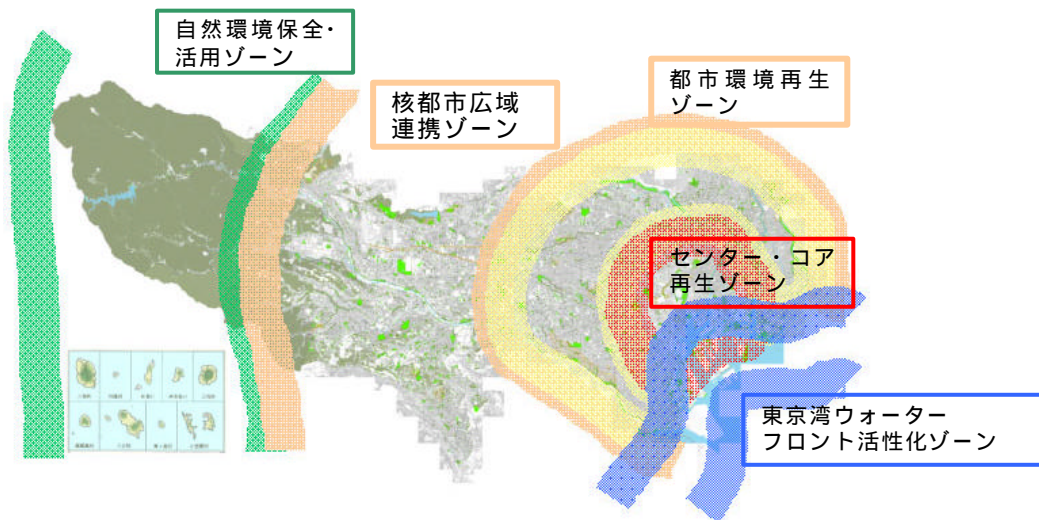 自然環境保全・
活用ゾーン
核都市広域
連携ゾーン
都市環境再生
ゾーン
センター・コア
再生ゾーン
東京湾ウォーター
フロント活性化ゾーン